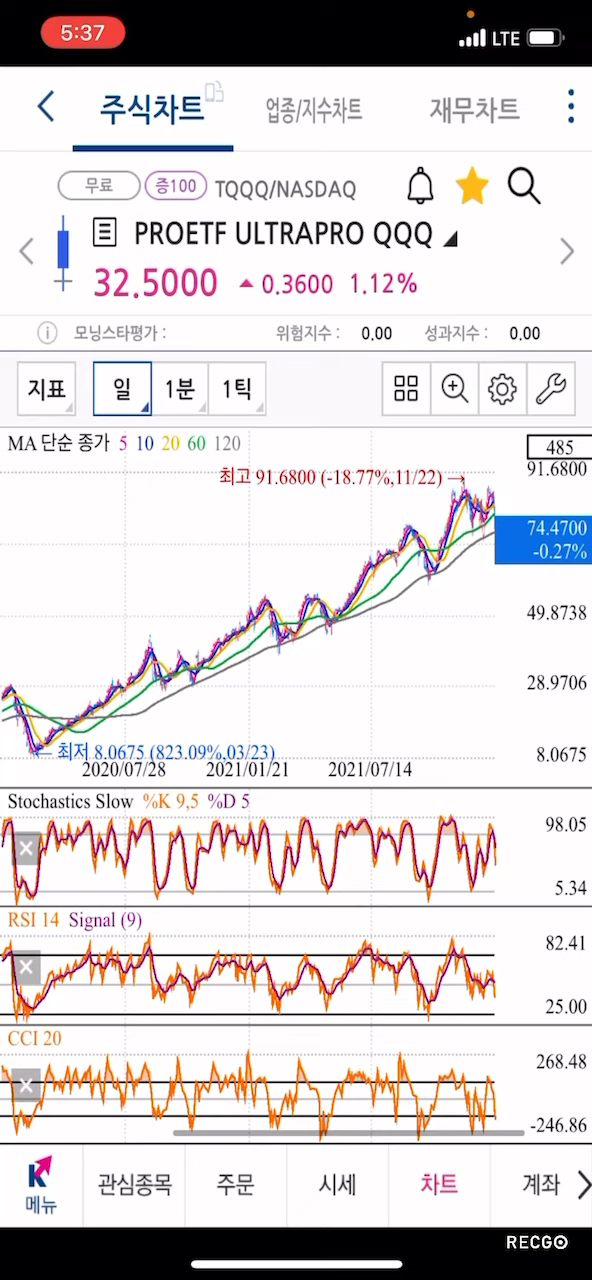 5:37 LTE
주식차트 업종/지수차트 재무차트
무료 증100 TQQQ/NASDAQ
PROETF ULTRAPRO QQQ
32.5000 ▲ 0.3600 1.12%
모닝스타평가 : 위험지수 : 0.00 성과지수 : 0.00
지표 일 1분 1틱
MA 단순 종가 5 10 20 60 120
485
최고 91.6800 (-18.77%,11/22) →
91.6800
74.4700
-0.27%
49.8738
28.9706
← 최저 8.0675 (823.09%,03/23)
8.0675
2020/07/28 2021/01/21 2021/07/14
Stochastics Slow %K 9,5 %D 5
98.05
5.34
RSI 14 Signal (9)
82.41
25.00
CCI 20
268.48
-246.86
K
메뉴 관심종목 주문 시세 차트 계좌
RECGO